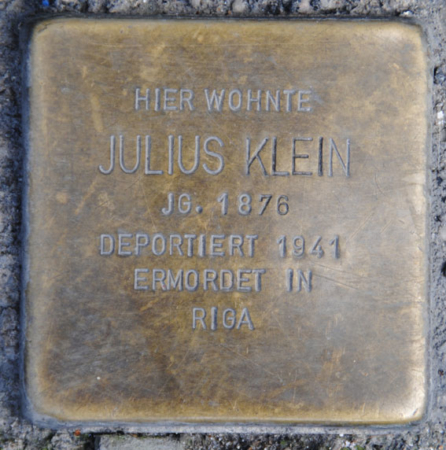 HIER WOHNTE
JULIUS KLEIN
JG. 1876
DEPORTIERT 1941
ERMORDET IN
RIGA